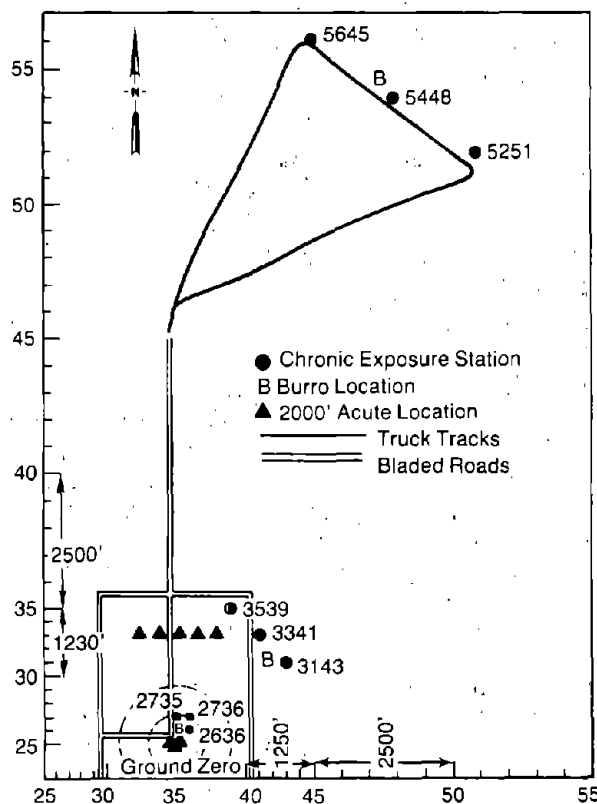 5645
55
B
5448
N
5251
50
45
● Chronic Exposure Station
B Burro Location
▲ 2000' Acute Location
Truck Tracks
Bladed Roads
40
2500'
35
3539
1230'
3341
B
3143
30
2735
2736
B
2636
25
1250'
2500'
Ground Zero
25 30 35 40 45 50 55